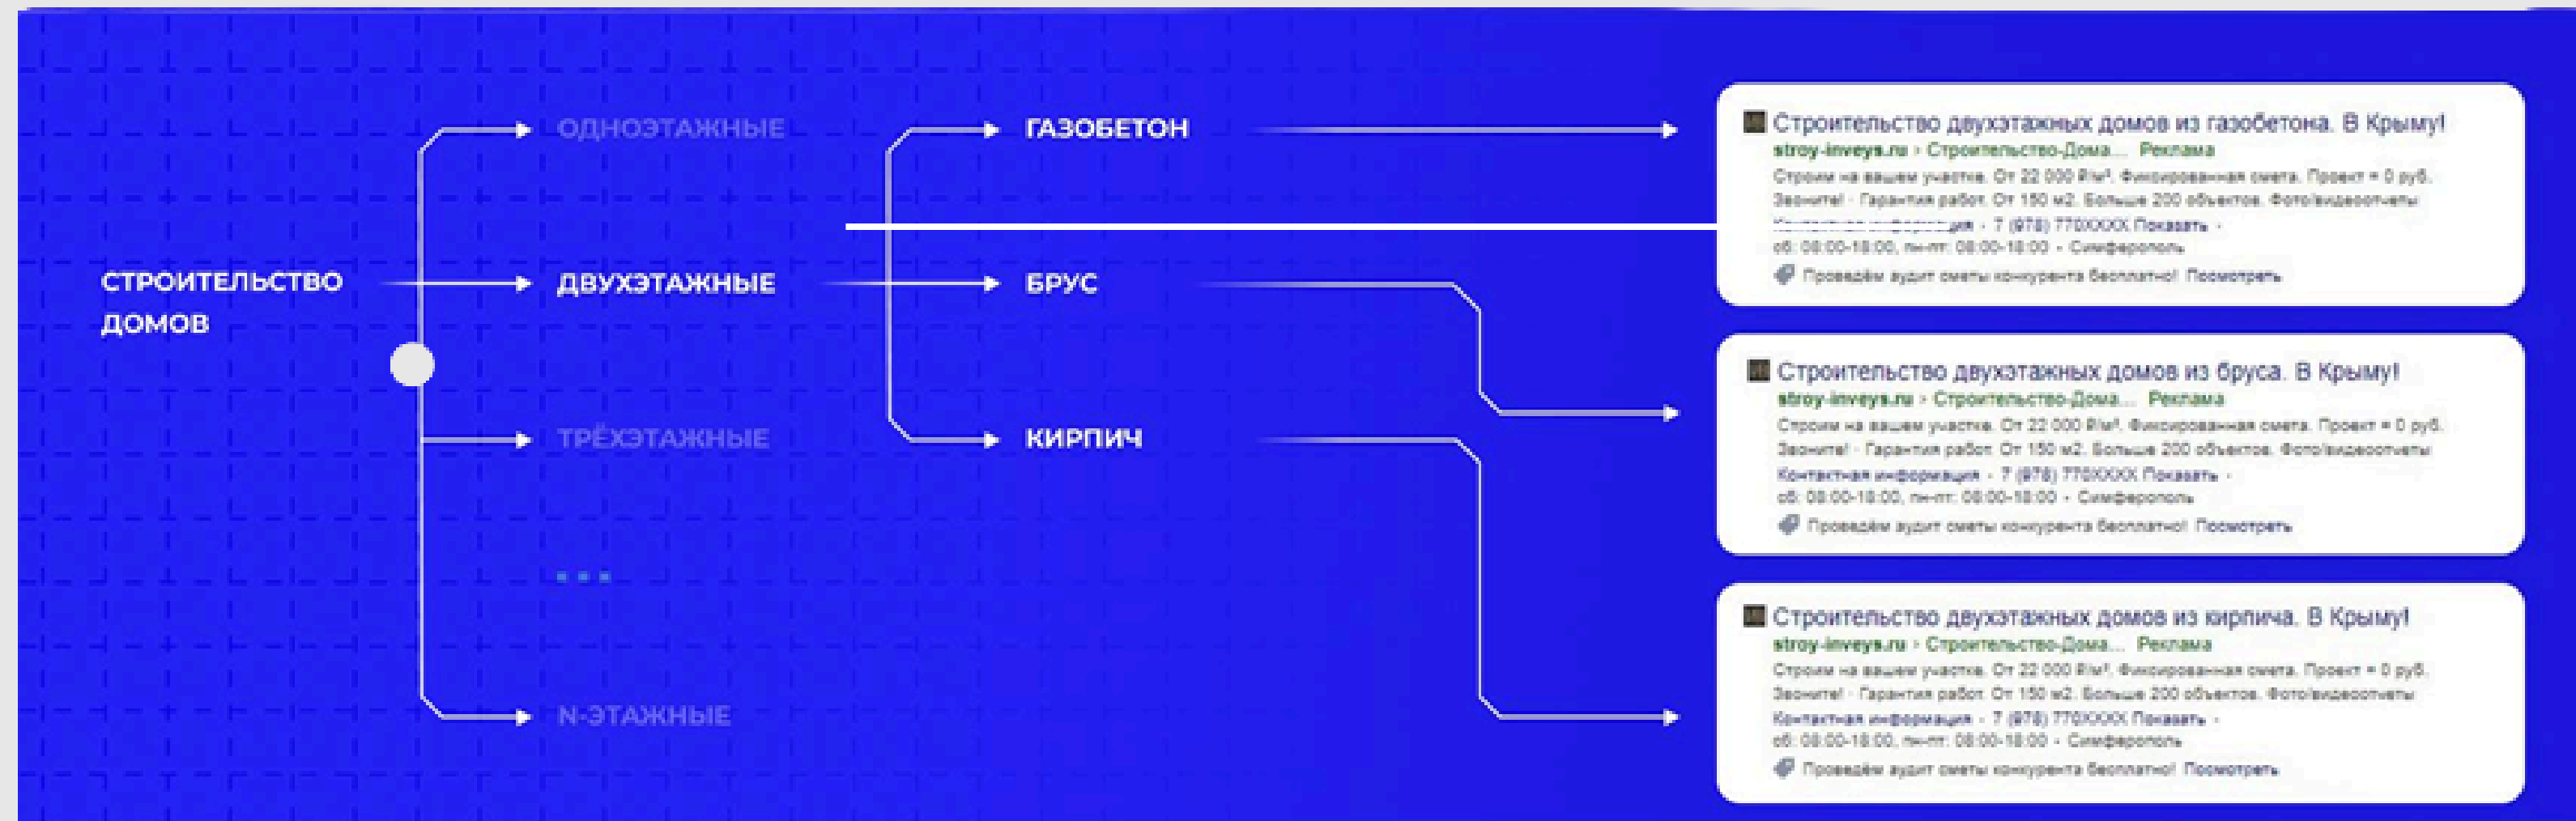 СТРОИТЕЛЬСТВО
ДОМОВ
ОДНОЭТАЖНЫЕ
ДВУХЭТАЖНЫЕ
ТРЁХЭТАЖНЫЕ
...
N-ЭТАЖНЫЕ
ГАЗОБЕТОН
БРУС
КИРПИЧ
Строительство двухэтажных домов из газобетона. В Крыму!
stroy-inveys.ru › Строительство-Дома... Реклама
Строим на вашем участке. От 22 000 ₽/м². Фиксированная смета. Проект = 0 руб.
Звоните! · Гарантия работ. От 150 м2. Больше 200 объектов. Фото/видеоотчеты
Контактная информация · 7 (978) 770XXXX Показать ·
сб: 08:00-18:00, пн-пт: 08:00-18:00 · Симферополь
Проведём аудит сметы конкурента бесплатно! Посмотреть
Строительство двухэтажных домов из бруса. В Крыму!
stroy-inveys.ru › Строительство-Дома... Реклама
Строим на вашем участке. От 22 000 ₽/м². Фиксированная смета. Проект = 0 руб.
Звоните! · Гарантия работ. От 150 м2. Больше 200 объектов. Фото/видеоотчеты
Контактная информация · 7 (978) 770XXXX Показать ·
сб: 08:00-18:00, пн-пт: 08:00-18:00 · Симферополь
Проведём аудит сметы конкурента бесплатно! Посмотреть
Строительство двухэтажных домов из кирпича. В Крыму!
stroy-inveys.ru › Строительство-Дома... Реклама
Строим на вашем участке. От 22 000 ₽/м². Фиксированная смета. Проект = 0 руб.
Звоните! · Гарантия работ. От 150 м2. Больше 200 объектов. Фото/видеоотчеты
Контактная информация · 7 (978) 770XXXX Показать ·
сб: 08:00-18:00, пн-пт: 08:00-18:00 · Симферополь
Проведём аудит сметы конкурента бесплатно! Посмотреть